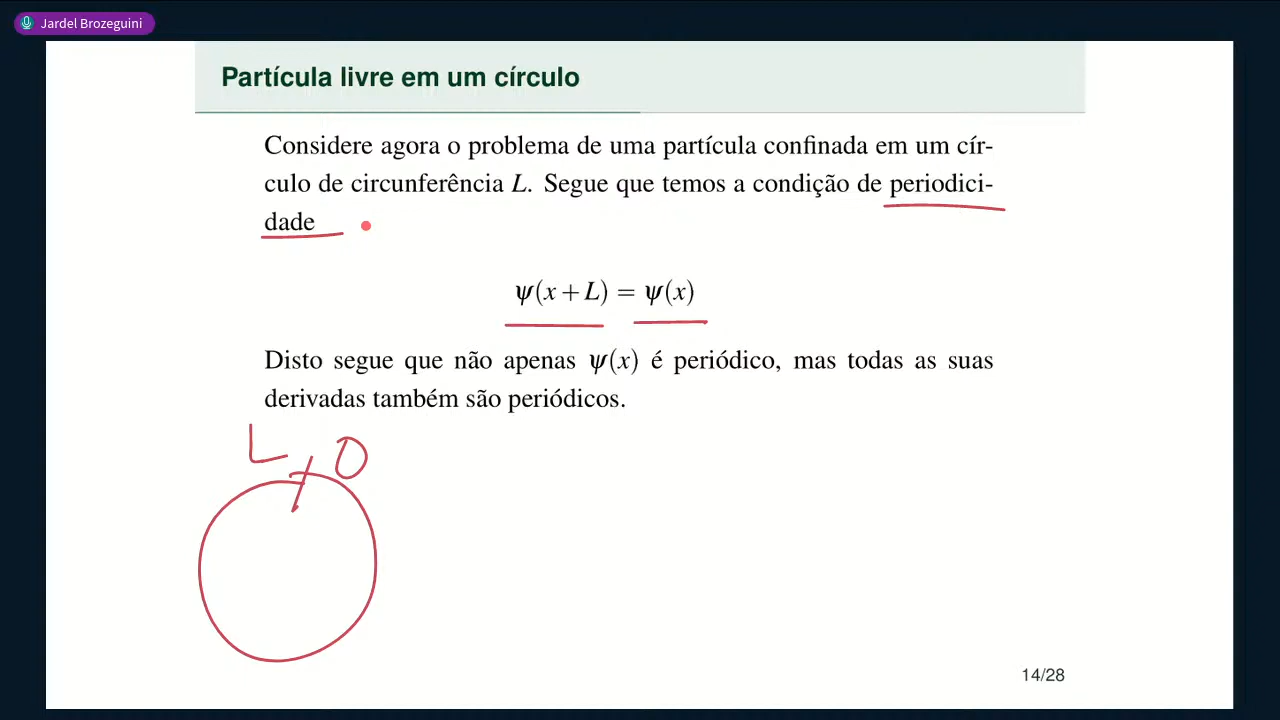 Jardel Brozeguini
Partícula livre em um círculo
Considere agora o problema de uma partícula confinada em um cír-
culo de circunferência L. Segue que temos a condição de periodici-
dade
ψ(x+L) = ψ(x)
Disto segue que não apenas ψ(x) é periódico, mas todas as suas
derivadas também são periódicos.
L 0
14/28